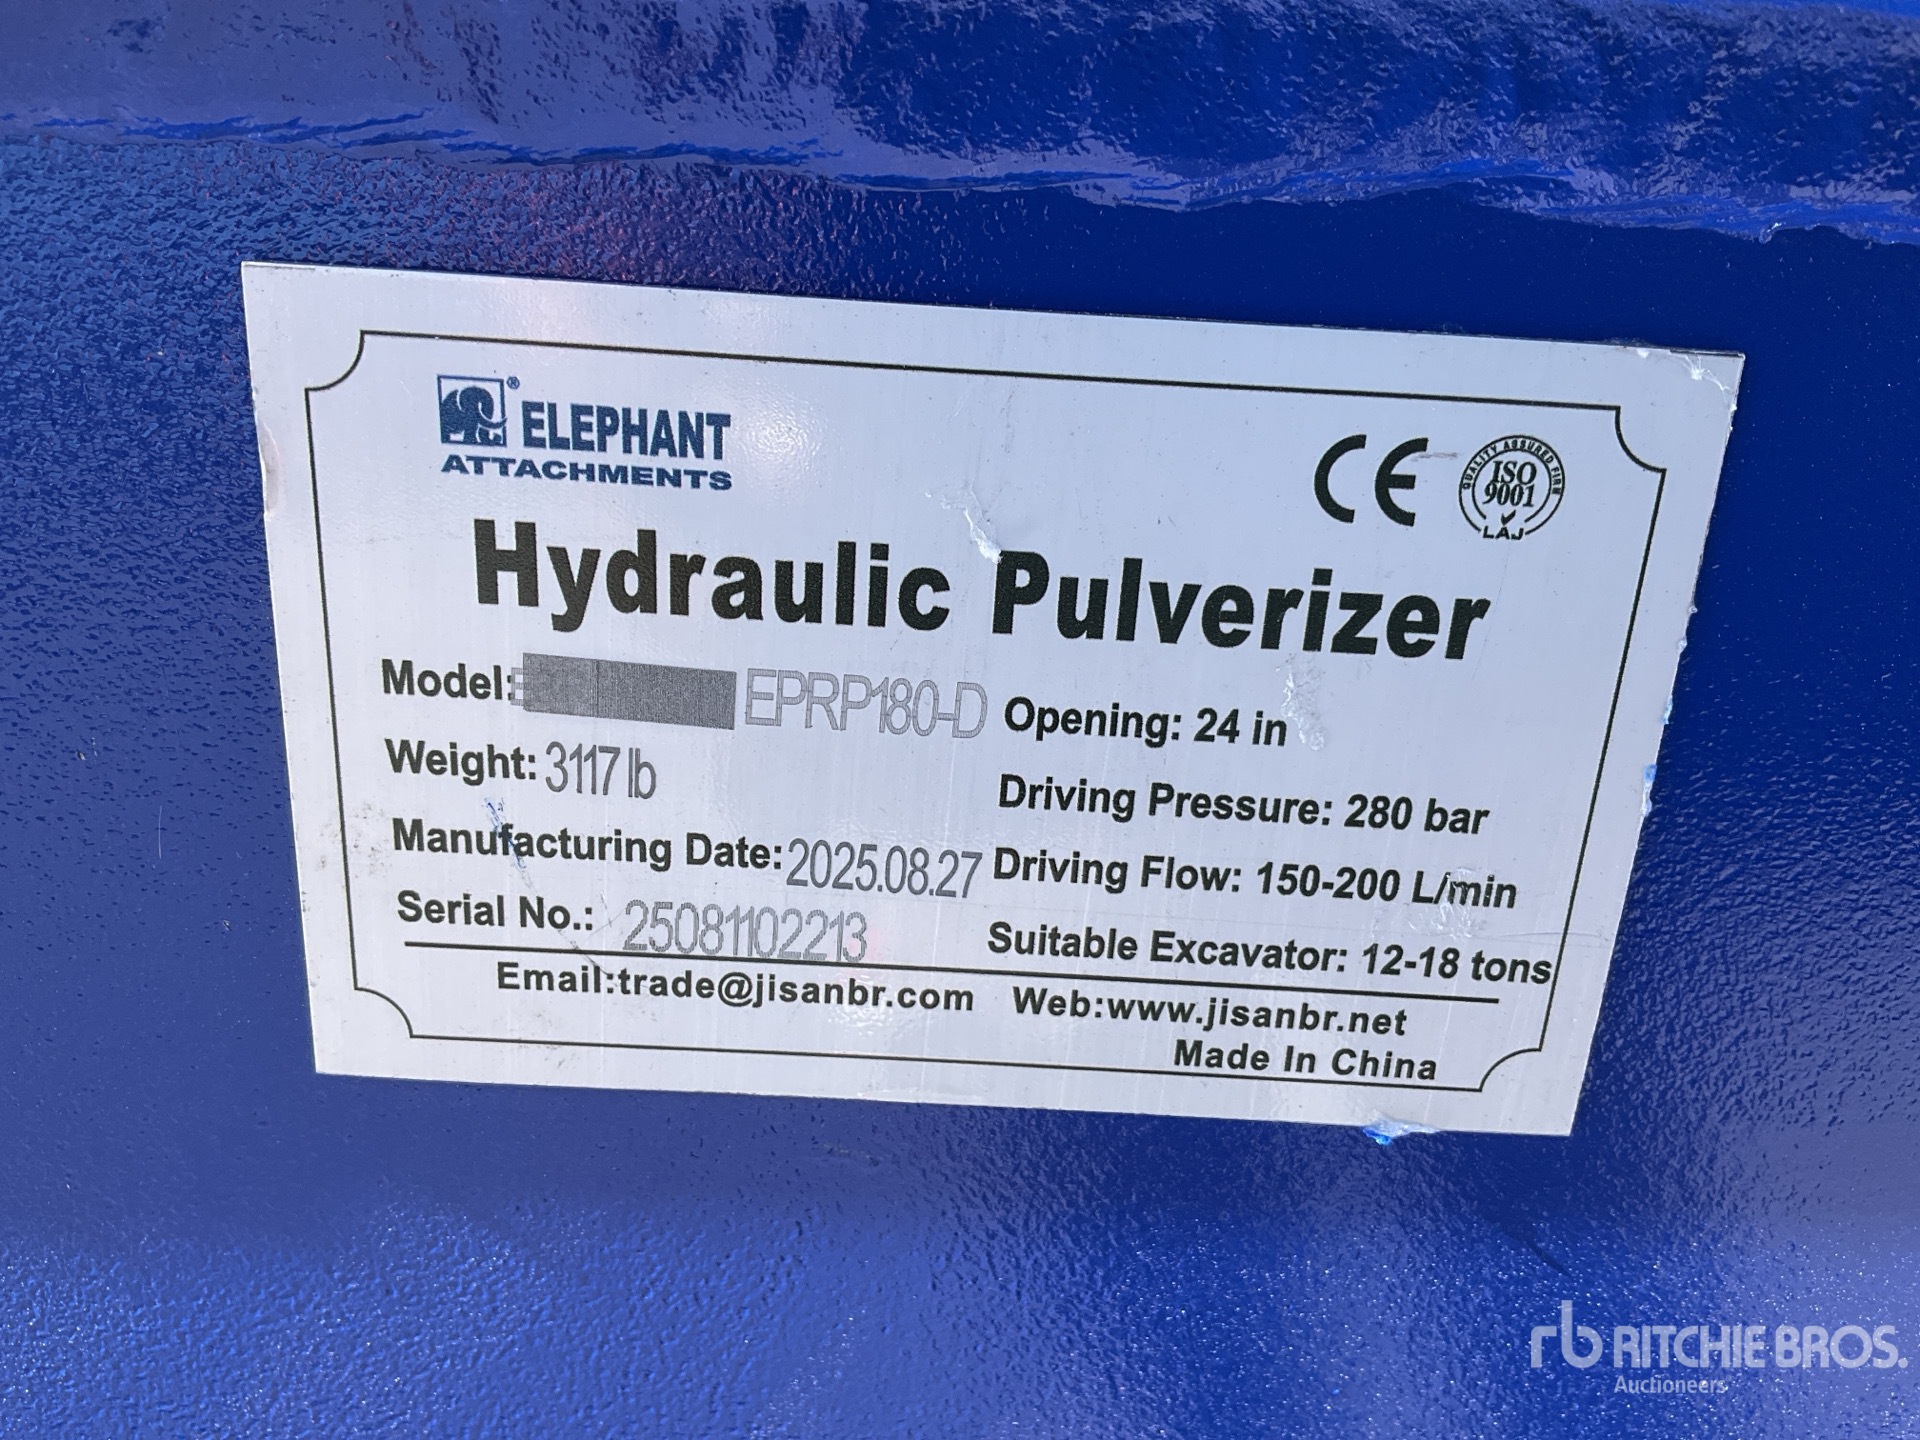 ® ELEPHANT
ATTACHMENTS
CE
QUALITY ASSURED FIRM
ISO
9001
LAJ
Hydraulic Pulverizer
Model: EPRP180-D
Opening: 24 in
Weight: 3117 lb
Driving Pressure: 280 bar
Manufacturing Date: 2025.08.27
Driving Flow: 150-200 L/min
Serial No.: 25081102213
Suitable Excavator: 12-18 tons
Email:trade@jisanbr.com Web:www.jisanbr.net
Made In China
rb RITCHIE BROS.
Auctioneers